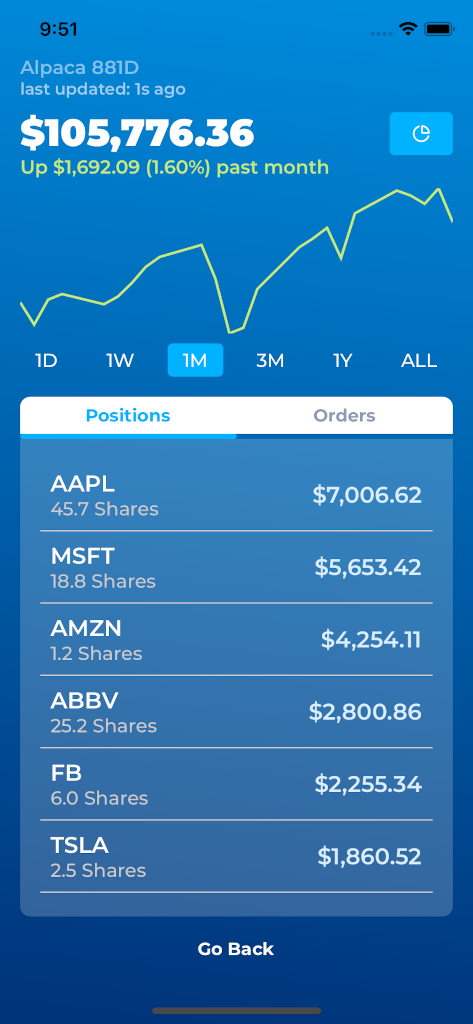 9:51
Alpaca 881D
last updated: 1s ago
$105,776.36
Up $1,692.09 (1.60%) past month
1D 1W 1M 3M 1Y ALL
Positions Orders
AAPL
45.7 Shares
$7,006.62
MSFT
18.8 Shares
$5,653.42
AMZN
1.2 Shares
$4,254.11
ABBV
25.2 Shares
$2,800.86
FB
6.0 Shares
$2,255.34
TSLA
2.5 Shares
$1,860.52
Go Back